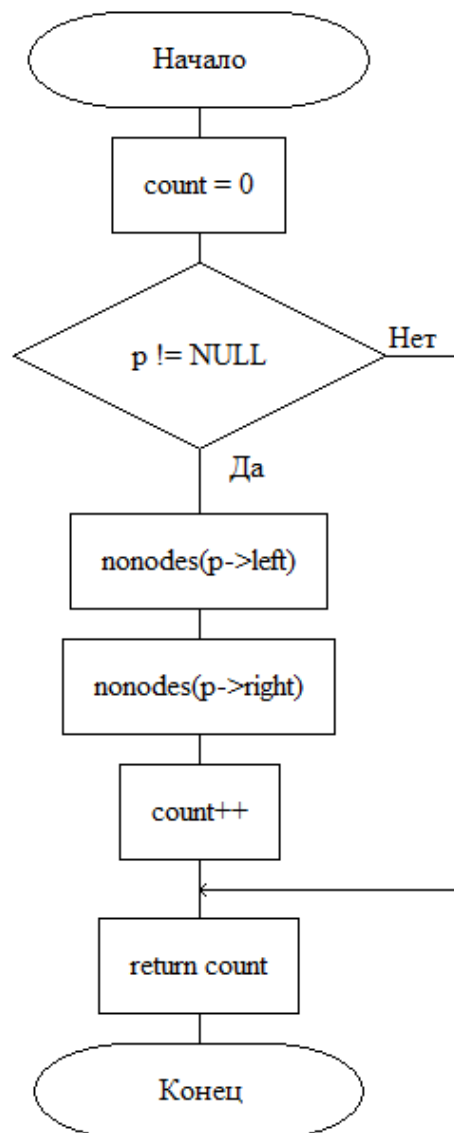 Начало
count = 0
p != NULL
Нет
Да
nonodes(p->left)
nonodes(p->right)
count++
return count
Конец